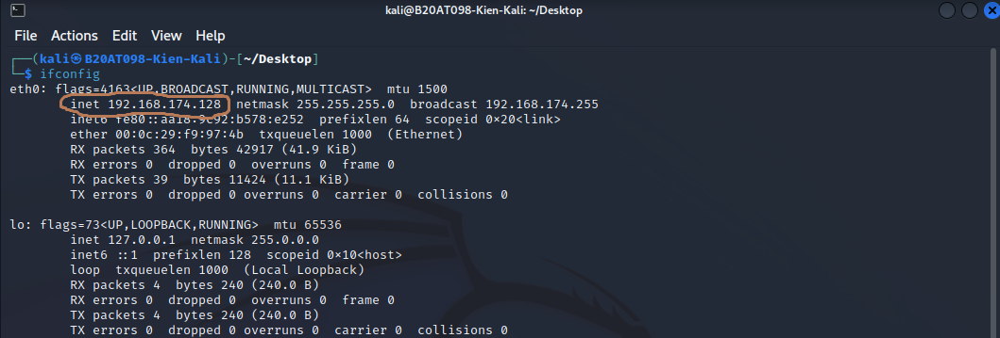 kali@B20AT098-Kien-Kali: ~/Desktop
File Actions Edit View Help
┌──(kali㉿B20AT098-Kien-Kali)-[~/Desktop]
└─$ ifconfig
eth0: flags=4163<UP,BROADCAST,RUNNING,MULTICAST> mtu 1500
inet 192.168.174.128 netmask 255.255.255.0 broadcast 192.168.174.255
inet6 fe80::aa18:9c92:b578:e252 prefixlen 64 scopeid 0×20<link>
ether 00:0c:29:f9:97:4b txqueuelen 1000 (Ethernet)
RX packets 364 bytes 42917 (41.9 KiB)
RX errors 0 dropped 0 overruns 0 frame 0
TX packets 39 bytes 11424 (11.1 KiB)
TX errors 0 dropped 0 overruns 0 carrier 0 collisions 0
lo: flags=73<UP,LOOPBACK,RUNNING> mtu 65536
inet 127.0.0.1 netmask 255.0.0.0
inet6 ::1 prefixlen 128 scopeid 0×10<host>
loop txqueuelen 1000 (Local Loopback)
RX packets 4 bytes 240 (240.0 B)
RX errors 0 dropped 0 overruns 0 frame 0
TX packets 4 bytes 240 (240.0 B)
TX errors 0 dropped 0 overruns 0 carrier 0 collisions 0